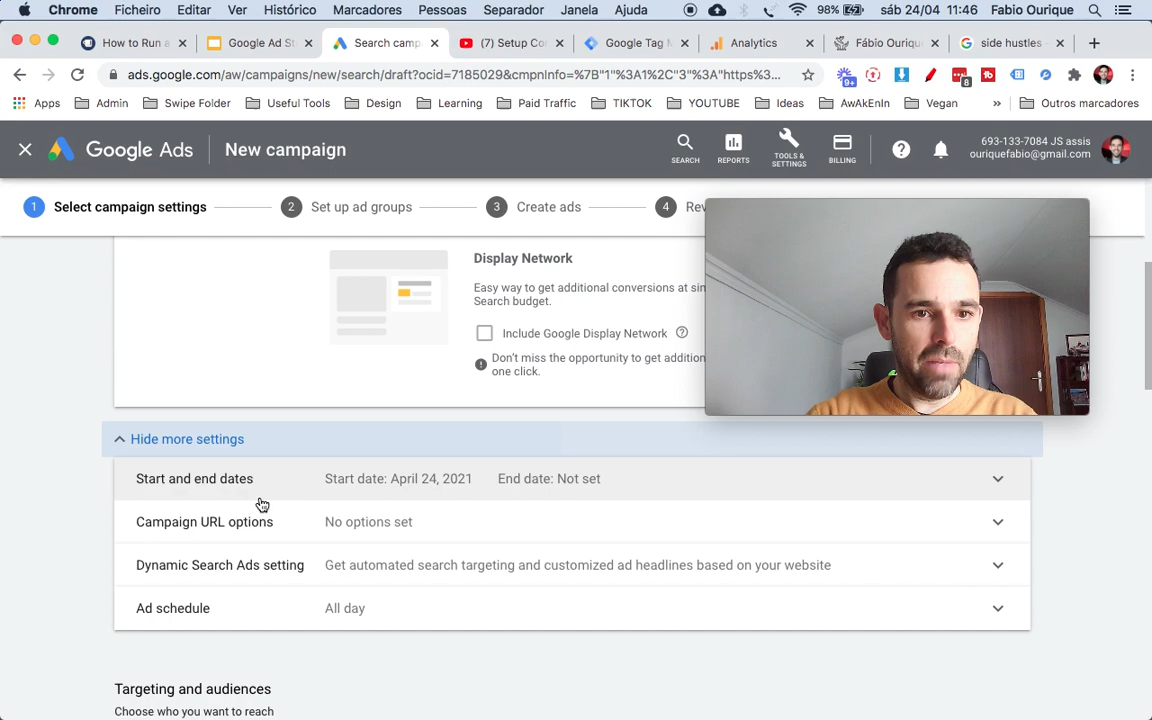 Chrome Ficheiro Editar Ver Histórico Marcadores Pessoas Separador Janela Ajuda 98% sáb 24/04 11:46 Fabio Ourique
How to Run a
Google Ad St
Search camp
(7) Setup Co
Google Tag M
Analytics
Fábio Ouriqu
side hustles -
ads.google.com/aw/campaigns/new/search/draft?ocid=7185029&cmpnInfo=%7B"1"%3A1%2C"3"%3A"https%3...
9+
8
Apps Admin Swipe Folder Useful Tools Design Learning Paid Traffic TIKTOK YOUTUBE Ideas AwAkEnIn Vegan » Outros marcadores
Google Ads New campaign
SEARCH
REPORTS
TOOLS & SETTINGS
BILLING
693-133-7084 JS assis
ouriquefabio@gmail.com
1 Select campaign settings 2 Set up ad groups 3 Create ads 4 Rev
Display Network
Easy way to get additional conversions at sim
Search budget.
Include Google Display Network
Don't miss the opportunity to get addition
one click.
Hide more settings
Start and end dates Start date: April 24, 2021 End date: Not set
Campaign URL options No options set
Dynamic Search Ads setting Get automated search targeting and customized ad headlines based on your website
Ad schedule All day
Targeting and audiences
Choose who you want to reach